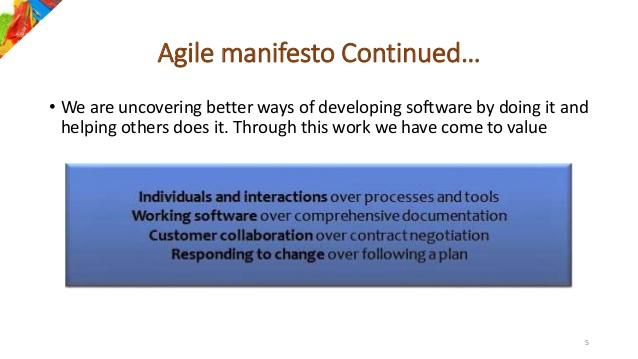 Agile manifesto Continued…
• We are uncovering better ways of developing software by doing it and
helping others does it. Through this work we have come to value
Individuals and interactions over processes and tools
Working software over comprehensive documentation
Customer collaboration over contract negotiation
Responding to change over following a plan
5